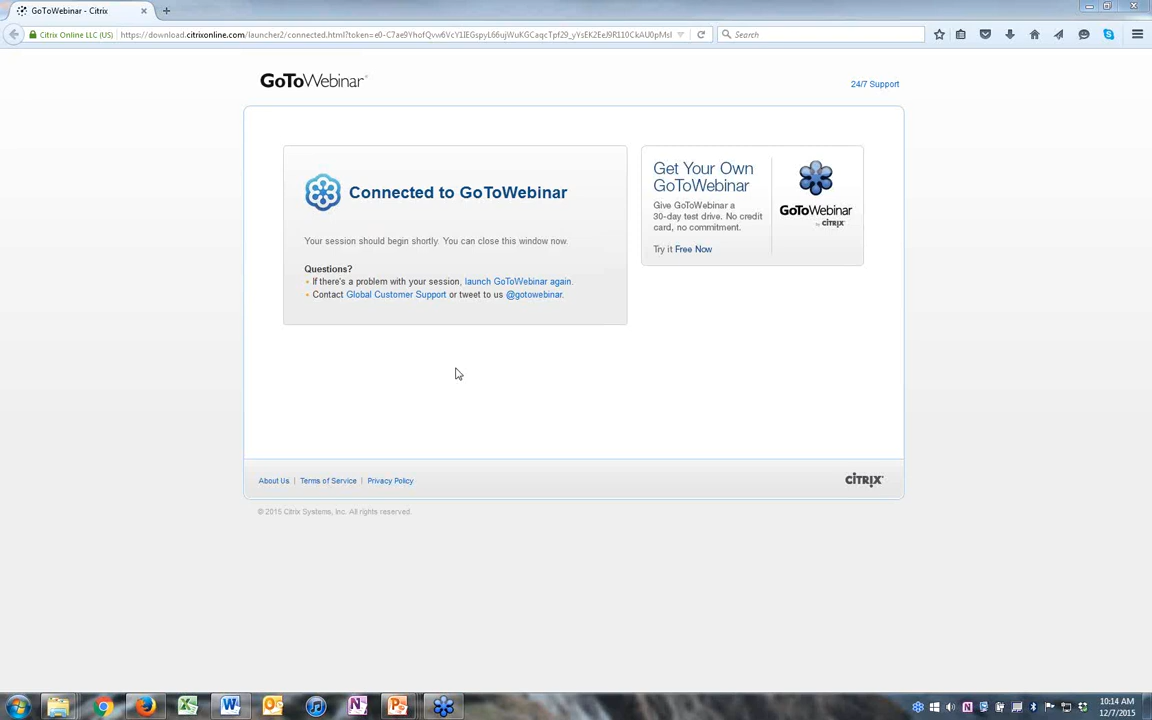 GoToWebinar - Citrix
Citrix Online LLC (US)
Search
GoToWebinar
24/7 Support
Connected to GoToWebinar
Your session should begin shortly. You can close this window now.
Questions?
If there's a problem with your session, launch GoToWebinar again.
Contact Global Customer Support or tweet to us @gotowebinar.
Get Your Own
GoToWebinar
Give GoToWebinar a
30-day test drive. No credit
card, no commitment.
Try it Free Now
GoToWebinar
by CITRIX
About Us | Terms of Service | Privacy Policy
CITRIX
© 2015 Citrix Systems, Inc. All rights reserved.
10:14 AM
12/7/2015